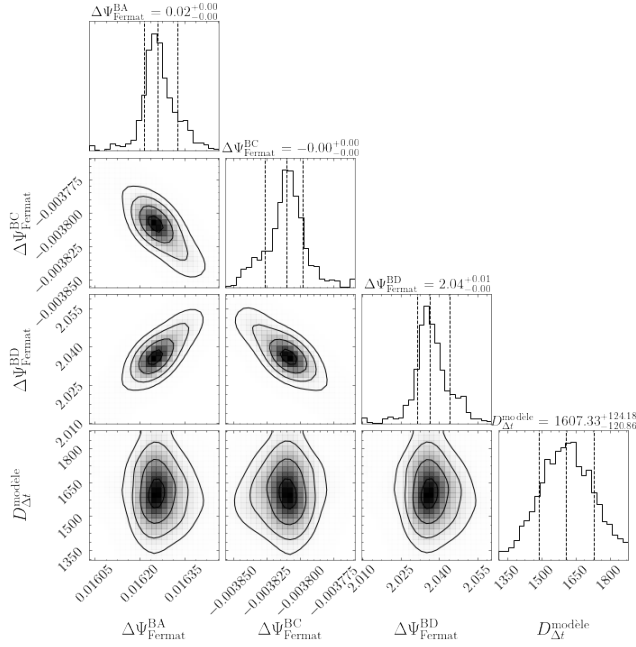 ΔΨ^BA_Fermat = 0.02^+0.00_−0.00
ΔΨ^BC_Fermat = −0.00^+0.00_−0.00
ΔΨ^BC_Fermat
−0.003775
−0.003800
−0.003825
−0.003850
ΔΨ^BD_Fermat = 2.04^+0.01_−0.00
ΔΨ^BD_Fermat
2.055
2.040
2.025
2.010
D^modèle_Δt = 1607.33^+124.18_−120.86
D^modèle_Δt
1800
1650
1500
1350
0.01605 0.01620 0.01635
−0.003850 −0.003825 −0.003800 −0.003775
2.010 2.025 2.040 2.055
1350 1500 1650 1800
ΔΨ^BA_Fermat ΔΨ^BC_Fermat ΔΨ^BD_Fermat D^modèle_Δt